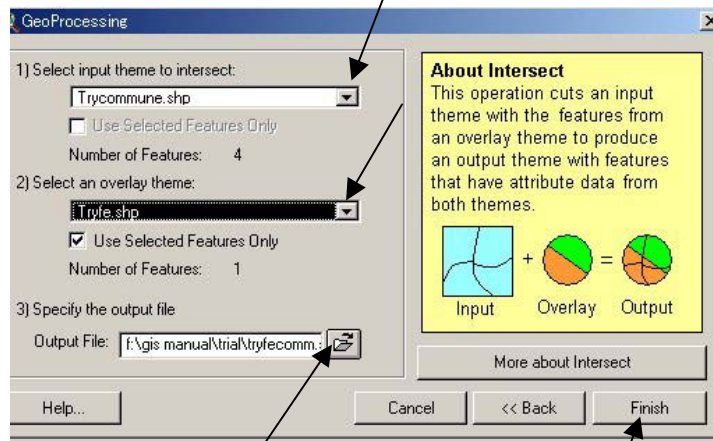 GeoProcessing
1) Select input theme to intersect:
Trycommune.shp
Use Selected Features Only
Number of Features: 4
2) Select an overlay theme:
Tryfe.shp
Use Selected Features Only
Number of Features: 1
3) Specify the output file
Output File: f:\gis manual\trial\tryfecomm.:
About Intersect
This operation cuts an input
theme with the features from
an overlay theme to produce
an output theme with features
that have attribute data from
both themes.
+ =
Input Overlay Output
More about Intersect
Help... Cancel << Back Finish